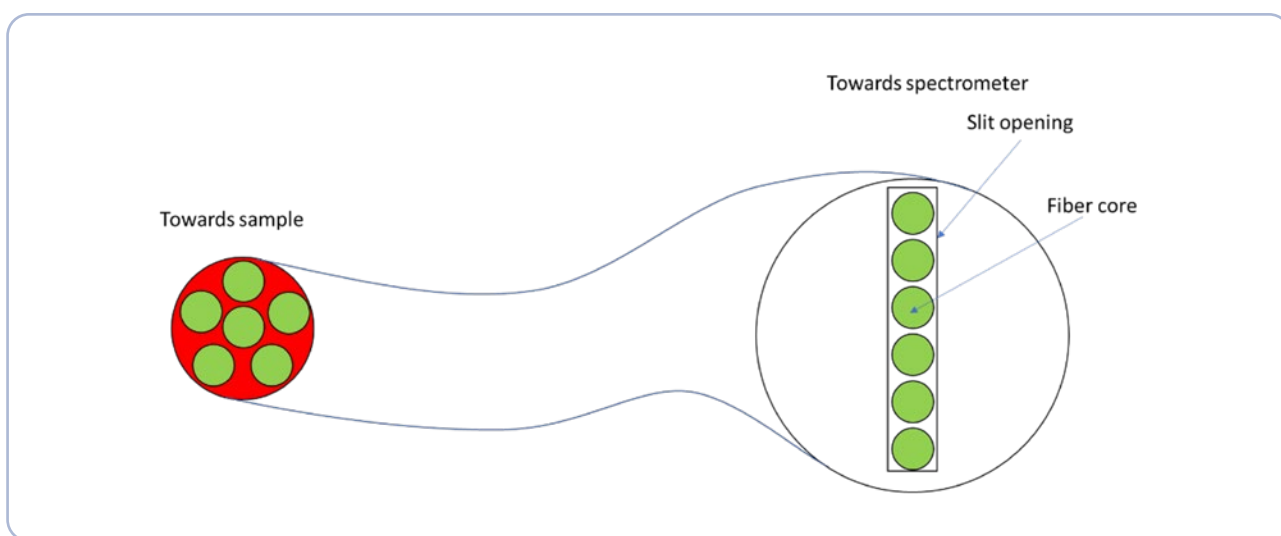 Towards spectrometer
Slit opening
Fiber core
Towards sample